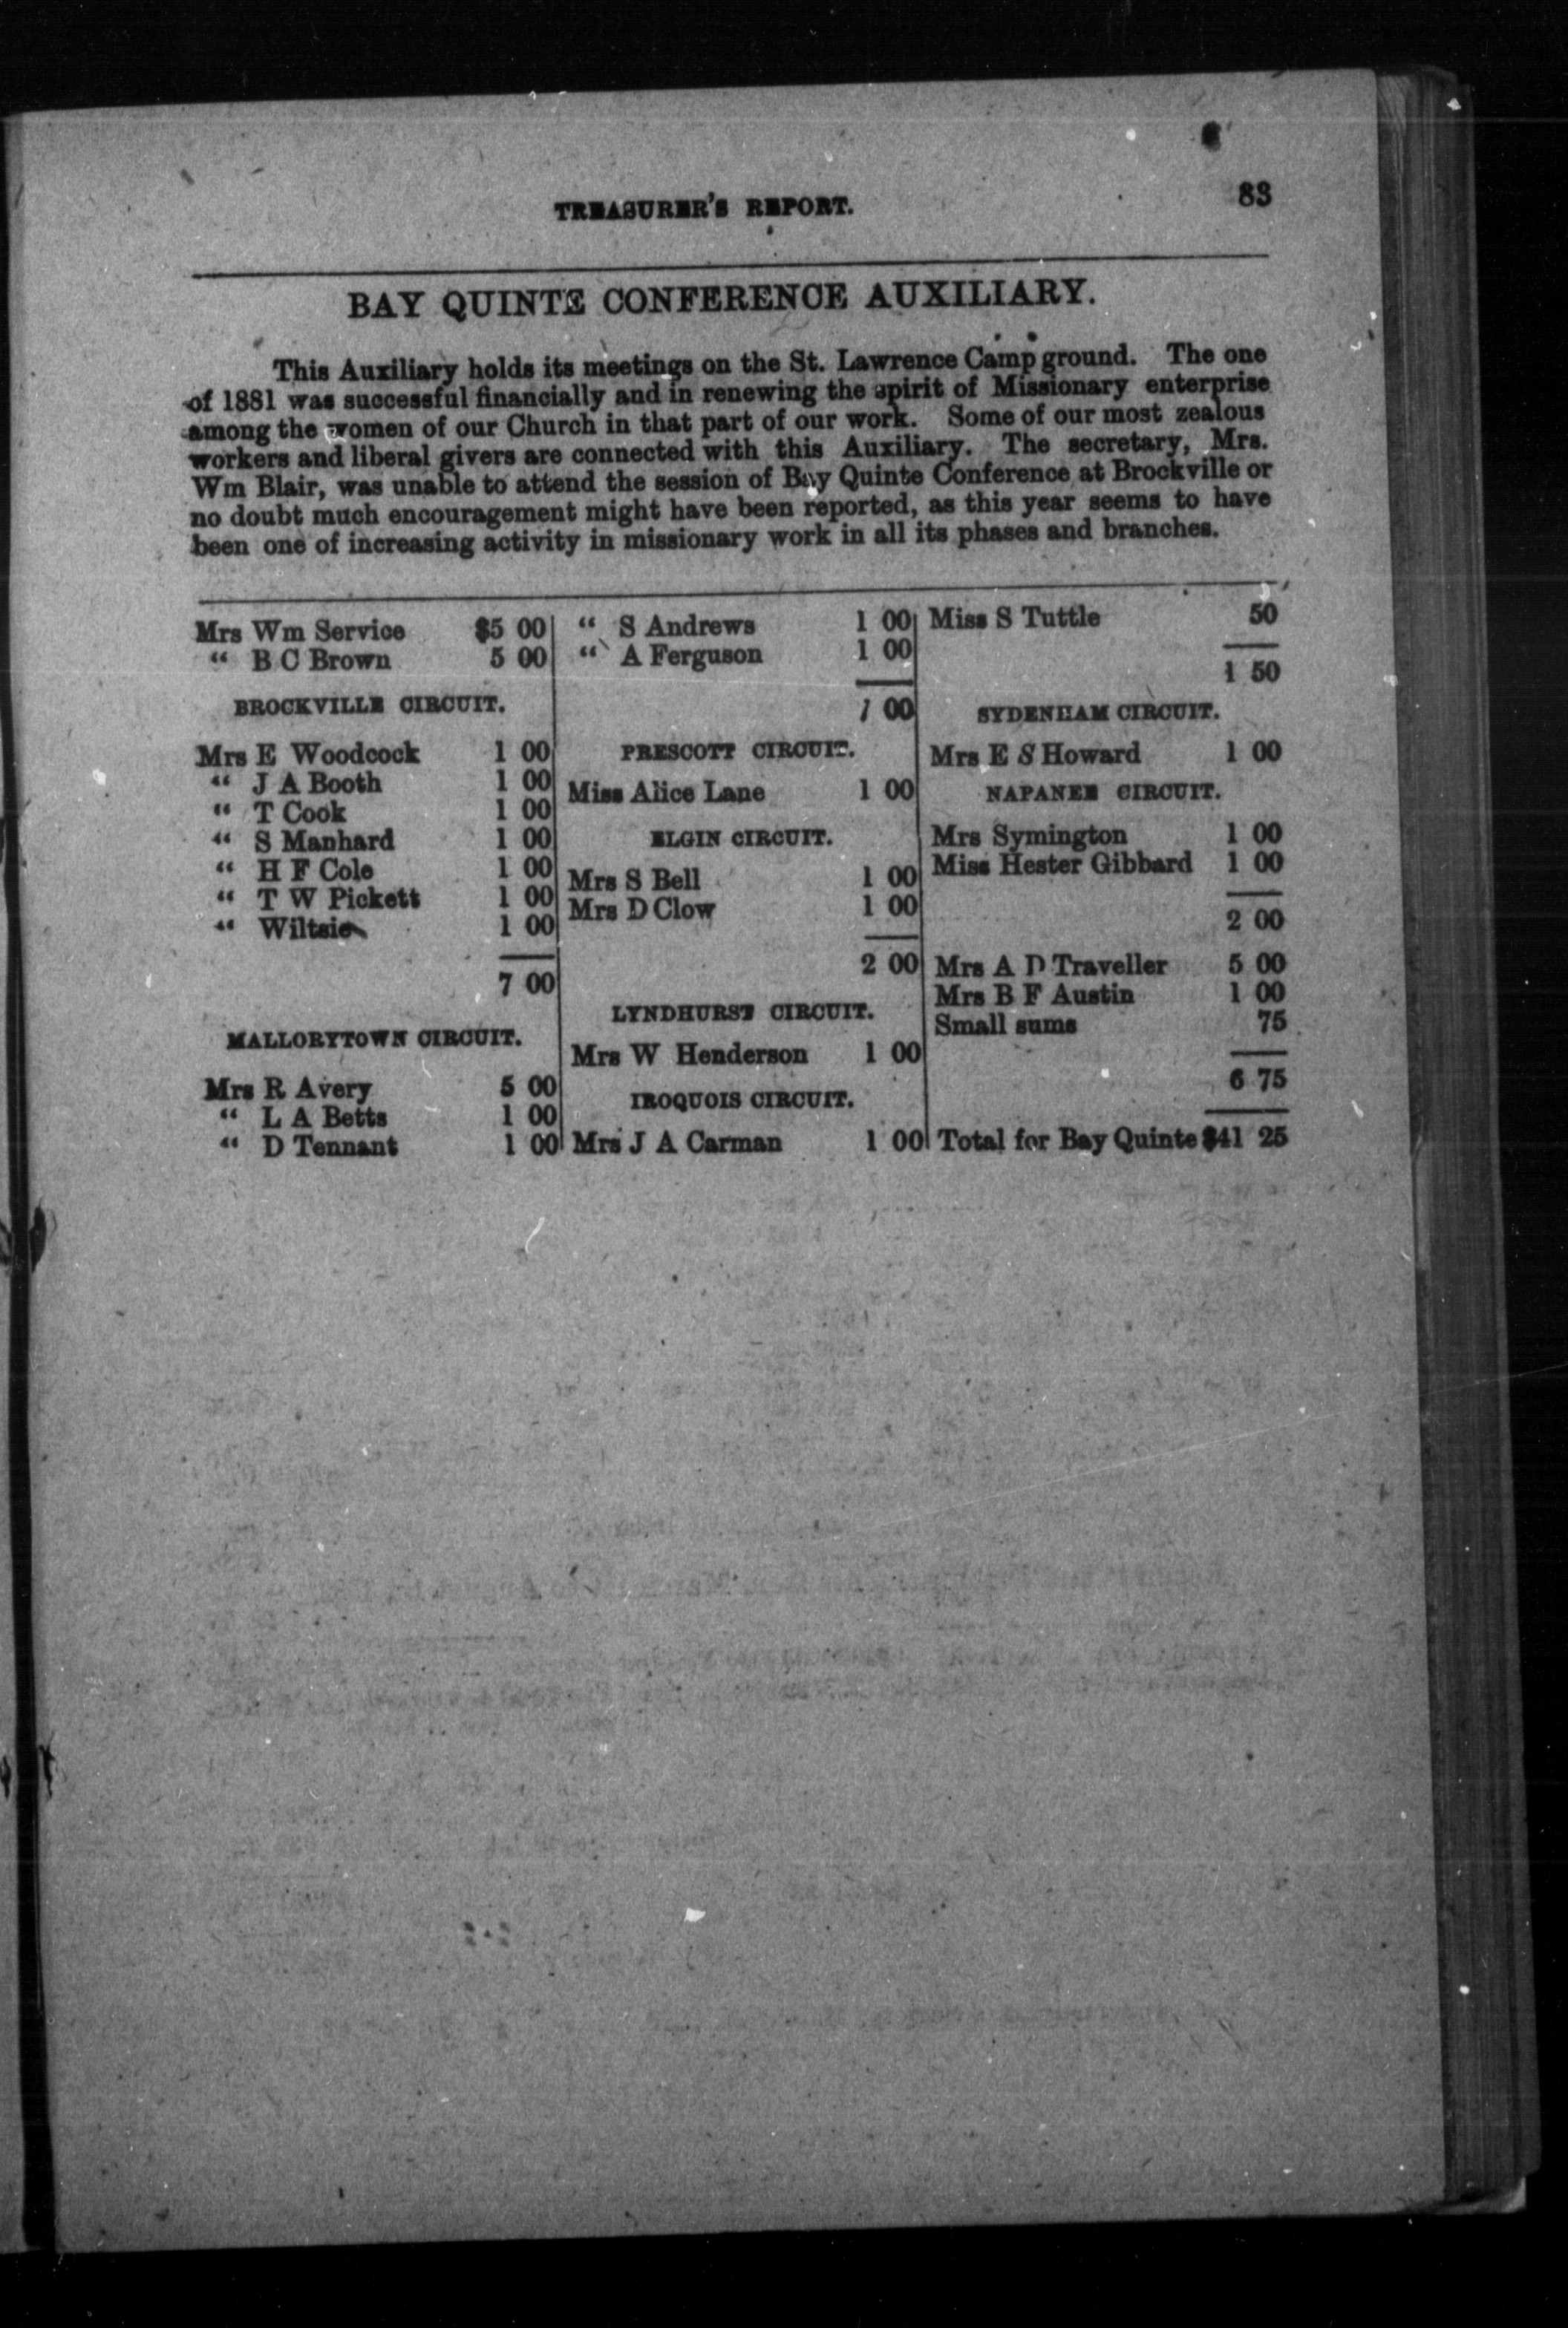 TREASURER'S REPORT.
83
BAY QUINTE CONFERENCE AUXILIARY.
This Auxiliary holds its meetings on the St. Lawrence Camp ground. The one
of 1881 was successful financially and in renewing the spirit of Missionary enterprise
among the women of our Church in that part of our work. Some of our most zealous
workers and liberal givers are connected with this Auxiliary. The secretary, Mrs.
Wm Blair, was unable to attend the session of Bay Quinte Conference at Brockville or
no doubt much encouragement might have been reported, as this year seems to have
been one of increasing activity in missionary work in all its phases and branches.
Mrs Wm Service $5 00
“ B C Brown 5 00
BROCKVILLE CIRCUIT.
Mrs E Woodcock 1 00
“ J A Booth 1 00
“ T Cook 1 00
“ S Manhard 1 00
“ H F Cole 1 00
“ T W Pickett 1 00
“ Wiltsie 1 00
7 00
MALLORYTOWN CIRCUIT.
Mrs R Avery 5 00
“ L A Betts 1 00
“ D Tennant 1 00
“ S Andrews 1 00
“ A Ferguson 1 00
00
PRESCOTT CIRCUIT.
Miss Alice Lane 1 00
ELGIN CIRCUIT.
Mrs S Bell 1 00
Mrs D Clow 1 00
2 00
LYNDHURST CIRCUIT.
Mrs W Henderson 1 00
IROQUOIS CIRCUIT.
Mrs J A Carman 1 00
Miss S Tuttle 50
1 50
SYDENHAM CIRCUIT.
Mrs E S Howard 1 00
NAPANEE CIRCUIT.
Mrs Symington 1 00
Miss Hester Gibbard 1 00
2 00
Mrs A D Traveller 5 00
Mrs B F Austin 1 00
Small sums 75
6 75
Total for Bay Quinte $41 25